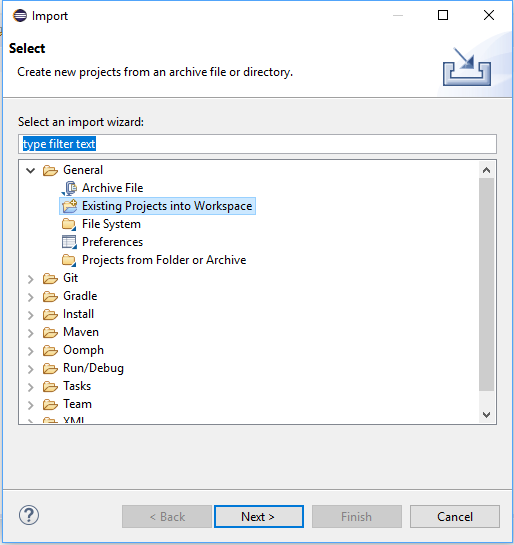 Import
Select
Create new projects from an archive file or directory.
Select an import wizard:
type filter text
General
Archive File
Existing Projects into Workspace
File System
Preferences
Projects from Folder or Archive
Git
Gradle
Install
Maven
Oomph
Run/Debug
Tasks
Team
XML
?
< Back
Next >
Finish
Cancel